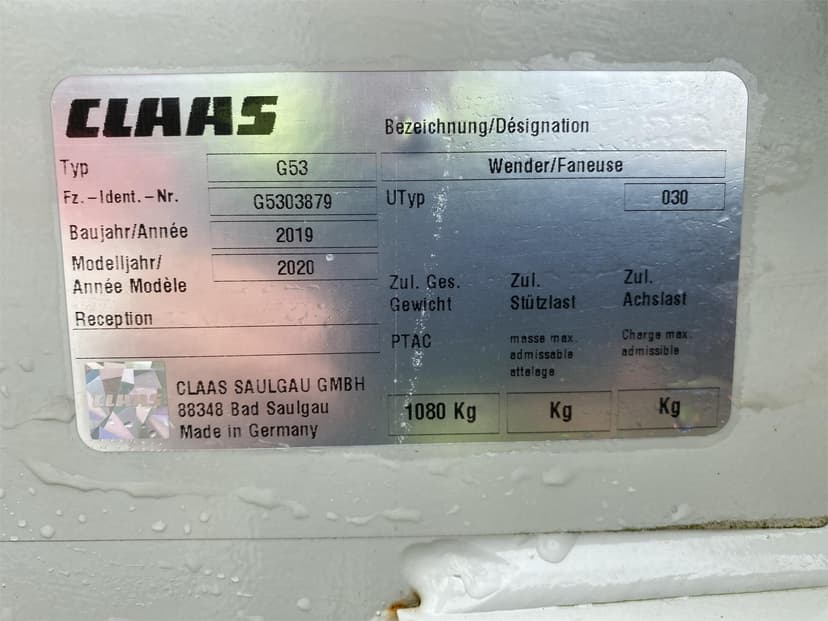 CLAAS
Bezeichnung/Désignation
Typ G53 Wender/Faneuse
Fz.-Ident.-Nr. G5303879 UTyp 030
Baujahr/Année 2019
Modelljahr/ 2020
Année Modèle
Reception
Zul. Ges. Zul. Zul.
Gewicht Stützlast Achslast
PTAC masse max. Charge max.
admissable admissible
attelage
1080 Kg Kg Kg
CLAAS
CLAAS SAULGAU GMBH
88348 Bad Saulgau
Made in Germany